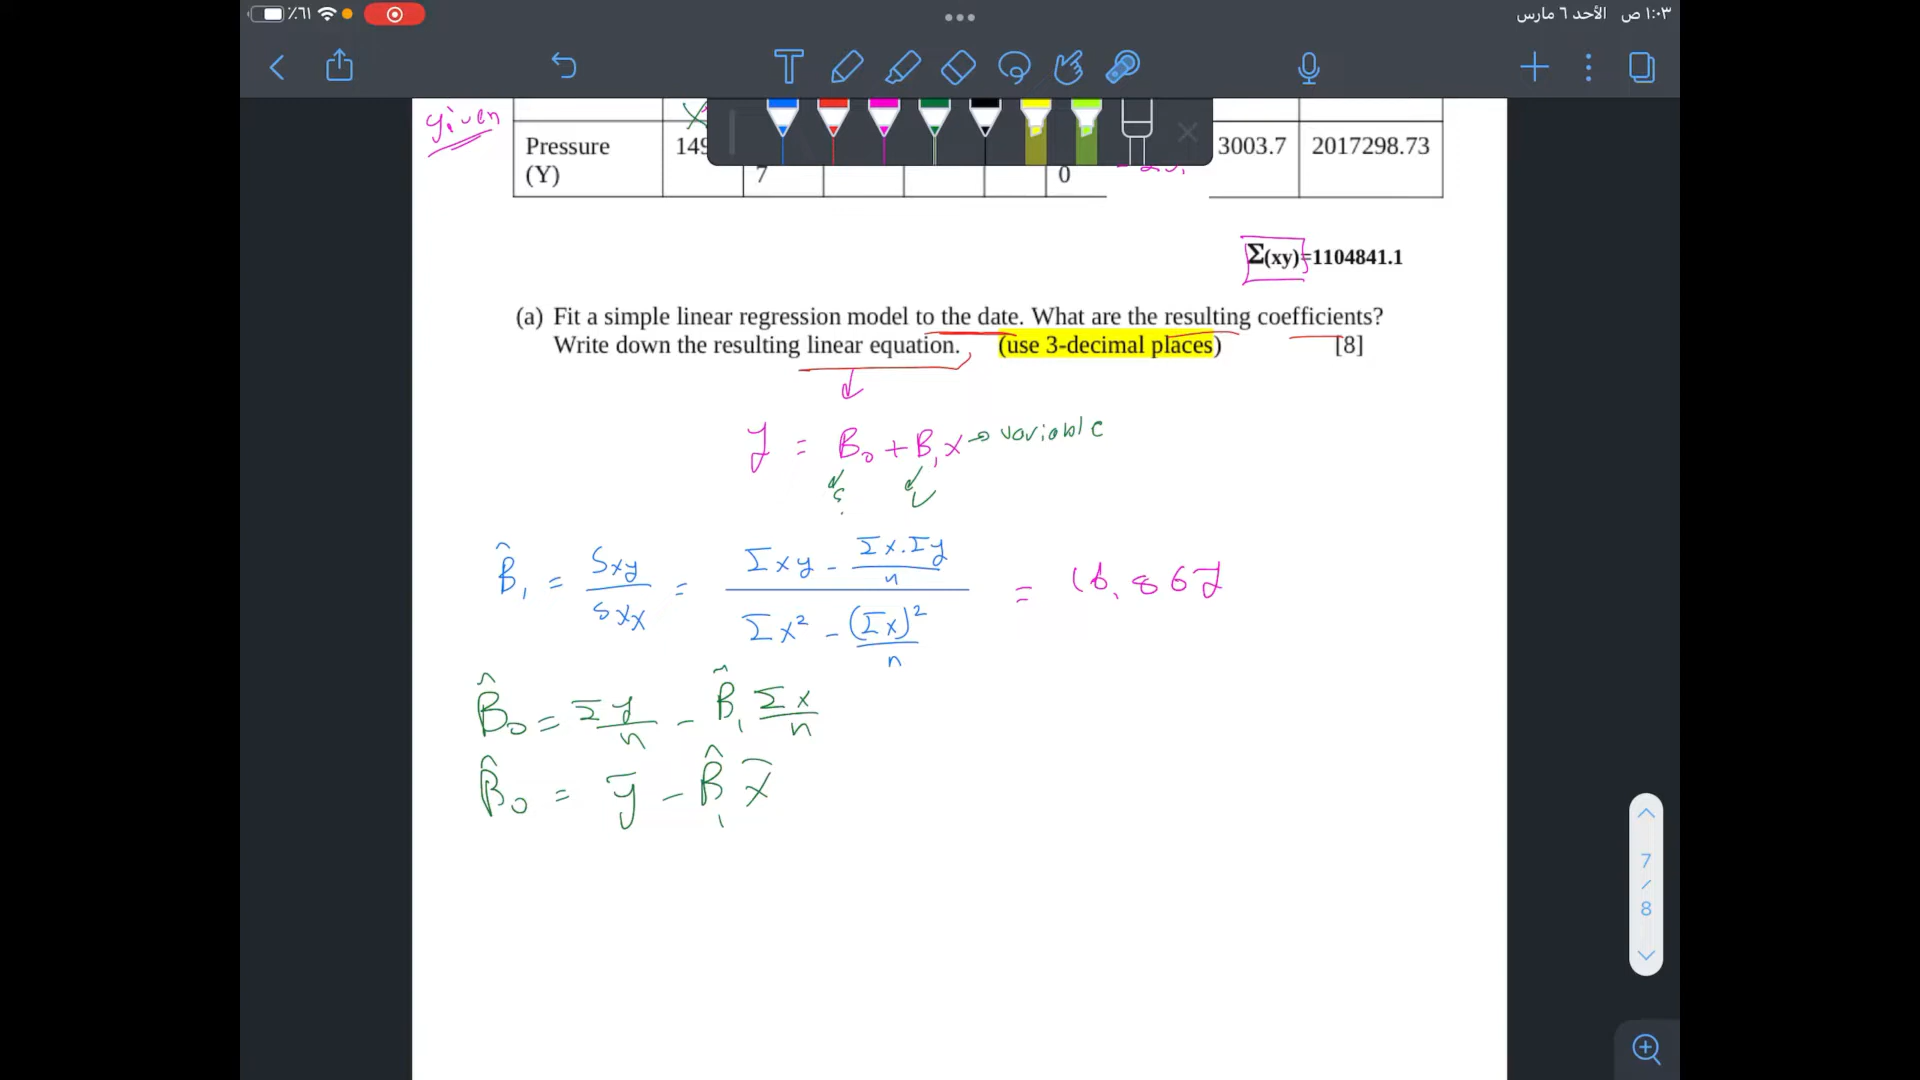 ٪٦١
١:٠٣ ص الأحد ٦ مارس
given
Pressure (Y) 149 7 0 3003.7 2017298.73
Σ(xy)=1104841.1
(a) Fit a simple linear regression model to the date. What are the resulting coefficients?
Write down the resulting linear equation. (use 3-decimal places) [8]
y = B₀ + B₁x → variable
B̂₁ = Sxy / Sxx = (Σxy - (Σx.Σy)/n) / (Σx² - (Σx)²/n) = 16.867
B̂₀ = Σy/n - B̂₁ Σx/n
B̂₀ = ȳ - B̂₁ x̄
7
/
8